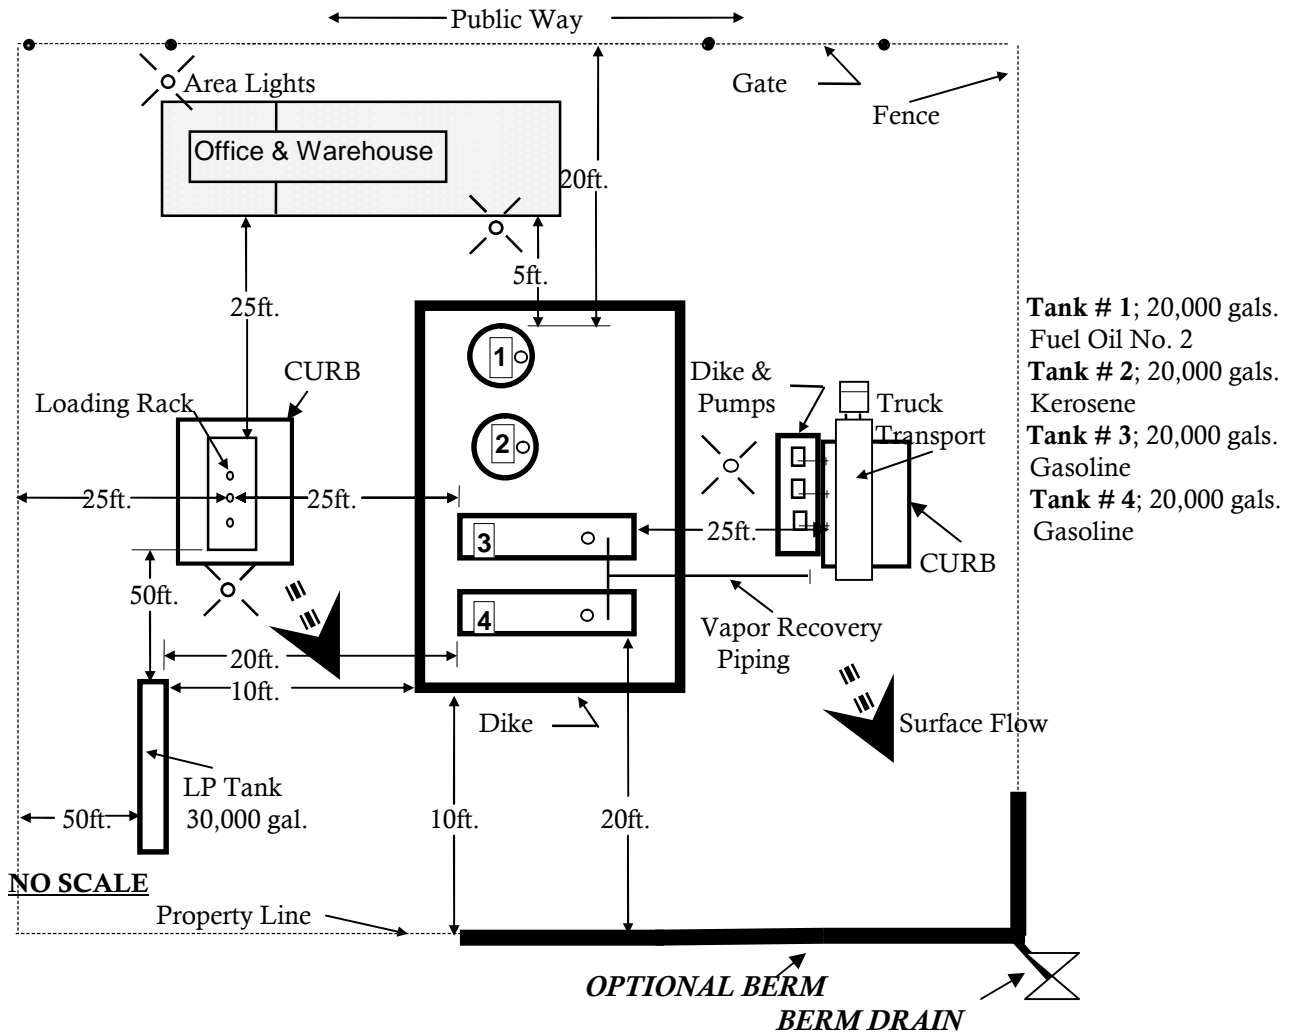 Public Way
Area Lights
Gate
Fence
Office & Warehouse
20ft.
5ft.
25ft.
Tank # 1; 20,000 gals.
Fuel Oil No. 2
Tank # 2; 20,000 gals.
Kerosene
Tank # 3; 20,000 gals.
Gasoline
Tank # 4; 20,000 gals.
Gasoline
1
CURB
Dike &
Pumps
Loading Rack
Truck
Transport
2
25ft.
25ft.
25ft.
3
CURB
50ft.
4
Vapor Recovery
Piping
20ft.
10ft.
Dike
Surface Flow
LP Tank
30,000 gal.
50ft.
10ft.
20ft.
NO SCALE
Property Line
OPTIONAL BERM
BERM DRAIN